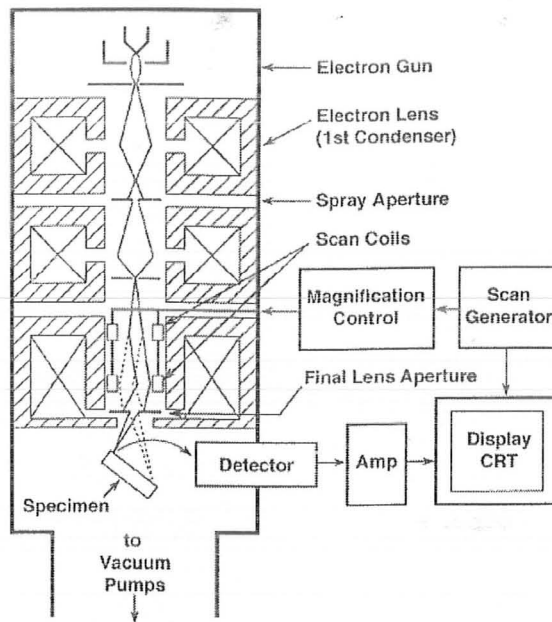 Electron Gun
Electron Lens
(1st Condenser)
Spray Aperture
Scan Coils
Magnification
Control
Scan
Generator
Final Lens Aperture
Detector
Amp
Display
CRT
Specimen
to
Vacuum
Pumps